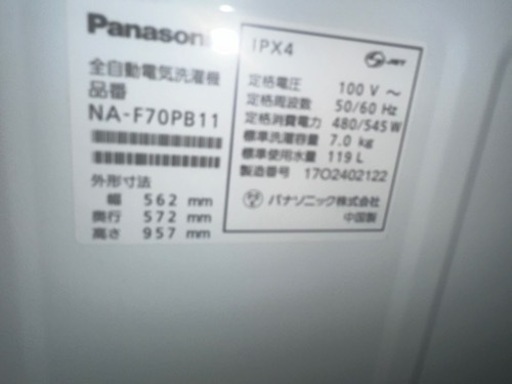 Panasoni
全自動電気洗濯機
品番
NA-F70PB11
外形寸法
幅 562 mm
奥行 572 mm
高さ 957 mm
IPX4
JET
定格電圧 100 V ～
定格周波数 50/60 Hz
定格消費電力 480/545 W
標準洗濯容量 7.0 kg
標準使用水量 119 L
製造番号 17O2402122
パナソニック株式会社
中国製